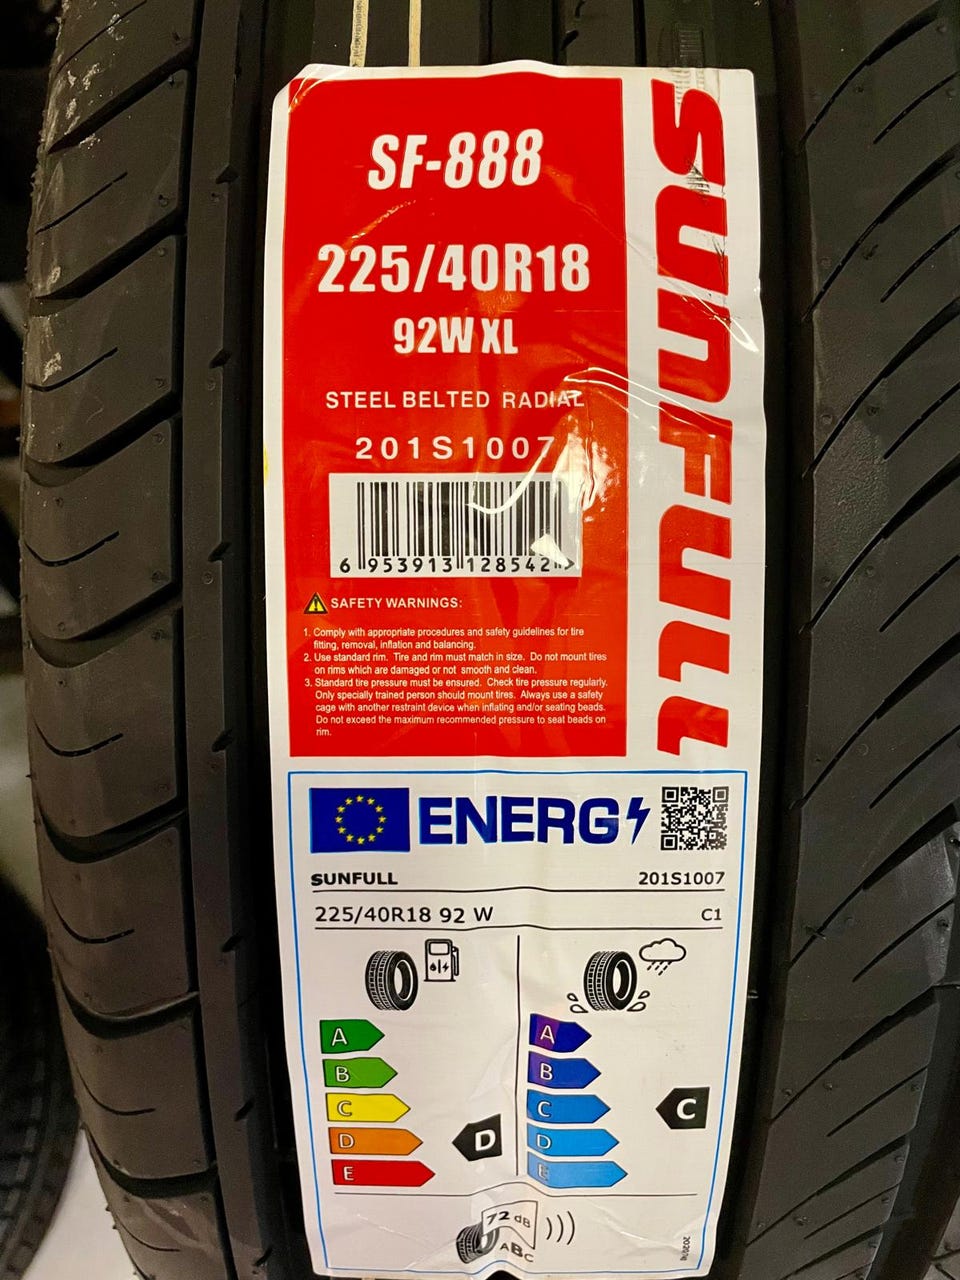 SF-888
225/40R18
92W XL
STEEL BELTED RADIAL
201S1007
6 953913 128542 >
SUNFULL
SAFETY WARNINGS:
1. Comply with appropriate procedures and safety guidelines for tire
fitting, removal, inflation and balancing.
2. Use standard rim. Tire and rim must match in size. Do not mount tires
on rims which are damaged or not smooth and clean.
3. Standard tire pressure must be ensured. Check tire pressure regularly.
Only specially trained person should mount tires. Always use a safety
cage with another restraint device when inflating and/or seating beads.
Do not exceed the maximum recommended pressure to seat beads on
rim.
ENERG
SUNFULL 201S1007
225/40R18 92 W C1
A A
B B
C C C
D D D
E E
72 dB
ABC